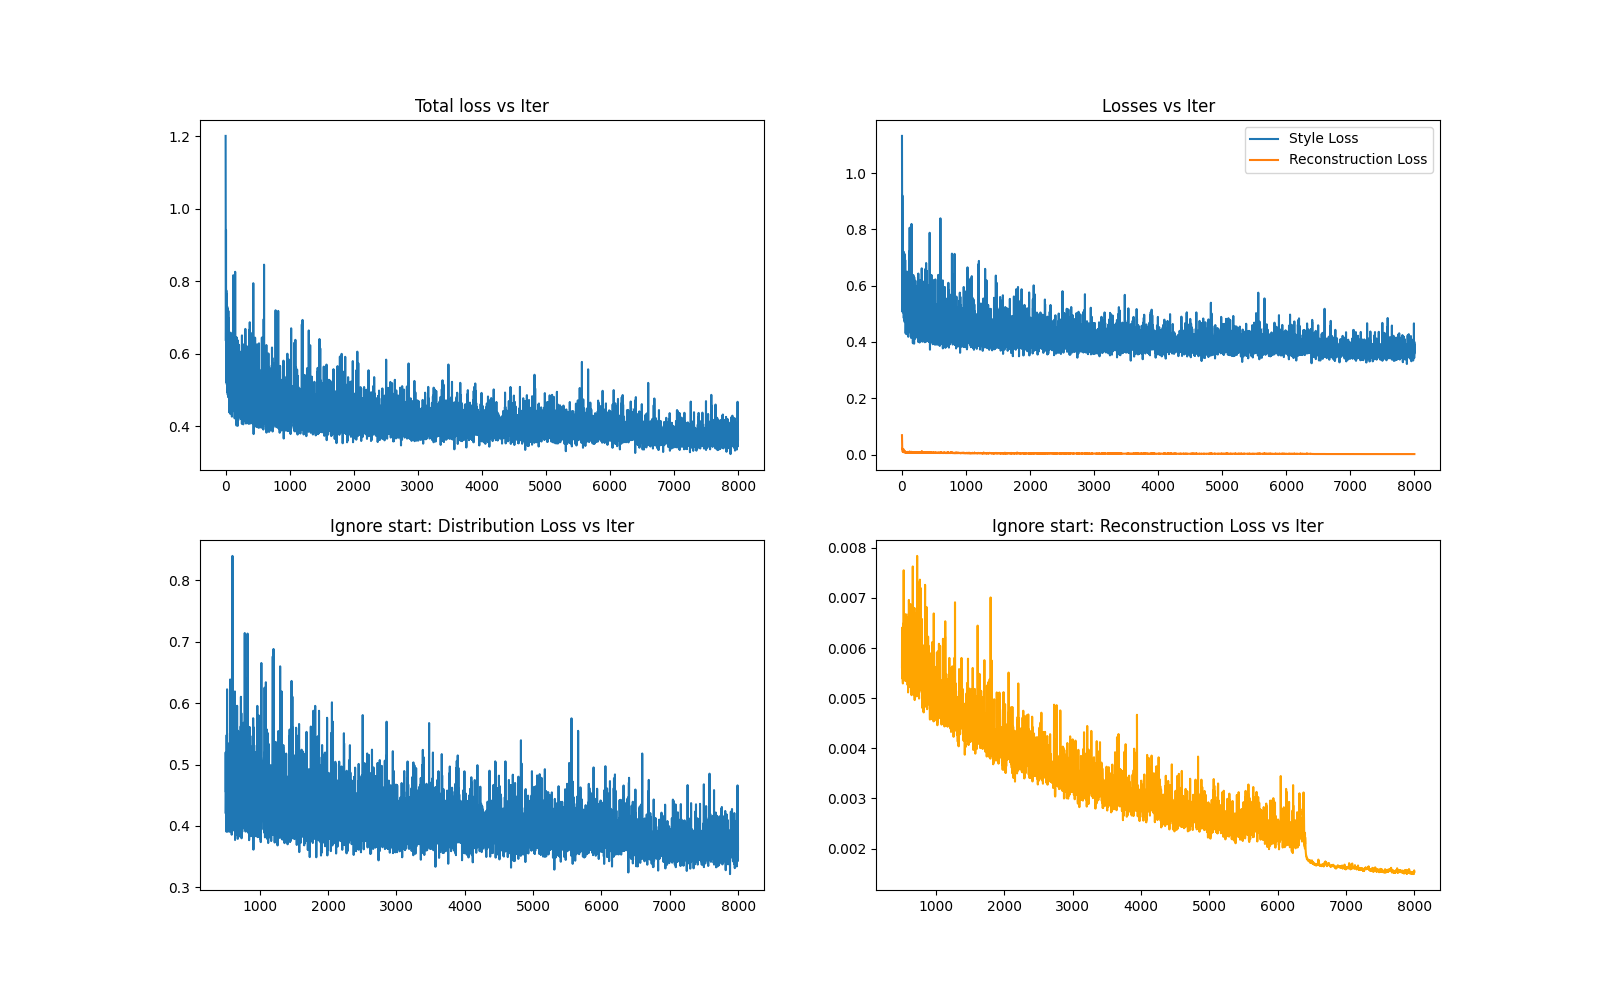 Total loss vs Iter
1.2
1.0
0.8
0.6
0.4
0 1000 2000 3000 4000 5000 6000 7000 8000
Losses vs Iter
Style Loss
Reconstruction Loss
1.0
0.8
0.6
0.4
0.2
0.0
0 1000 2000 3000 4000 5000 6000 7000 8000
Ignore start: Distribution Loss vs Iter
0.8
0.7
0.6
0.5
0.4
0.3
1000 2000 3000 4000 5000 6000 7000 8000
Ignore start: Reconstruction Loss vs Iter
0.008
0.007
0.006
0.005
0.004
0.003
0.002
1000 2000 3000 4000 5000 6000 7000 8000